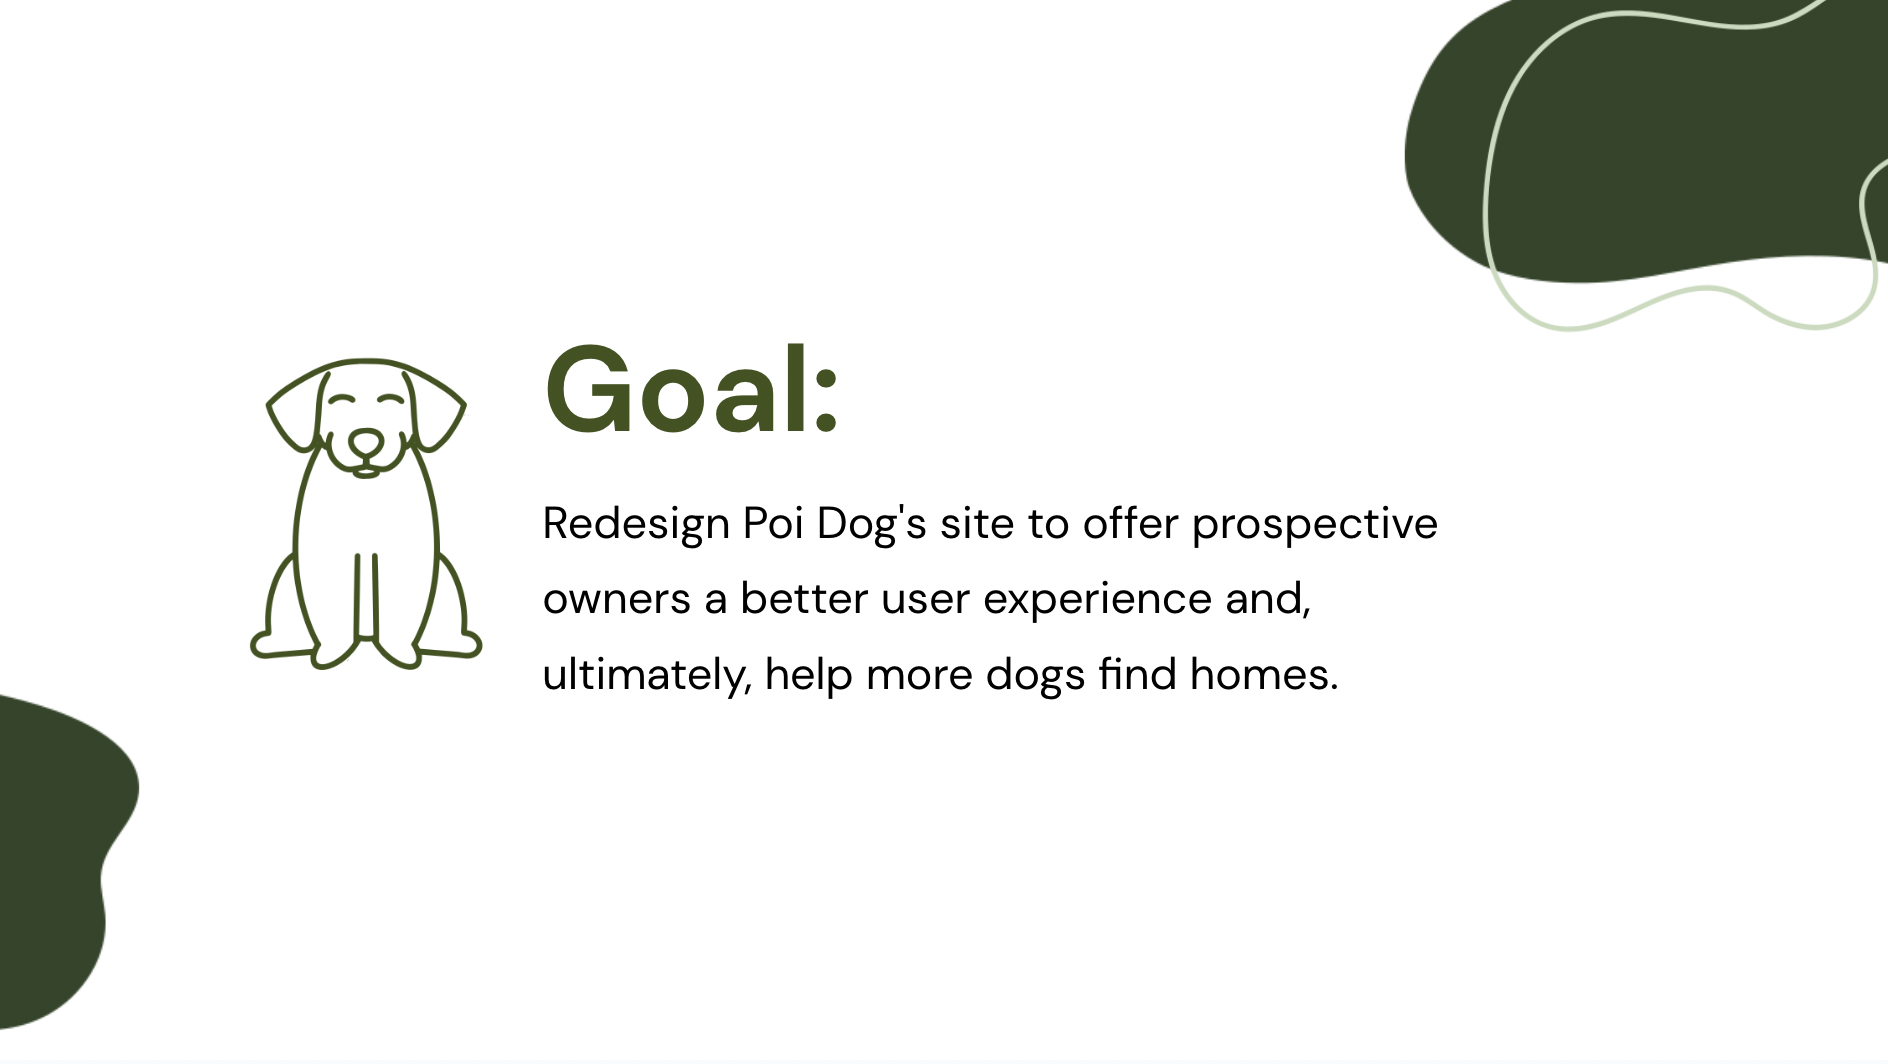 Goal:
Redesign Poi Dog's site to offer prospective
owners a better user experience and,
ultimately, help more dogs find homes.